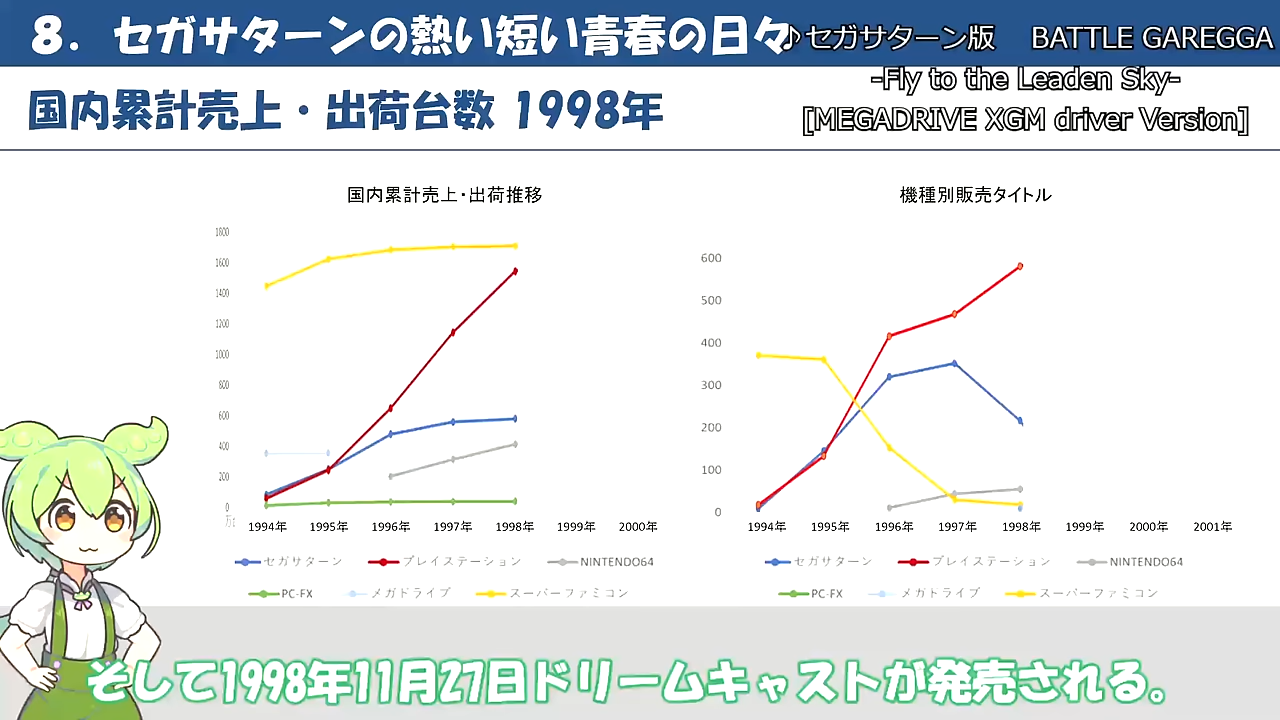 8．セガサターンの熱い短い青春の日々
♪セガサターン版　BATTLE GAREGGA
-Fly to the Leaden Sky-
[MEGADRIVE XGM driver Version]
国内累計売上・出荷台数 1998年
国内累計売上・出荷推移
1800
1600
1400
1200
1000
800
600
400
200
0
1994年 1995年 1996年 1997年 1998年 1999年 2000年
セガサターン プレイステーション NINTENDO64
PC-FX メガドライブ スーパーファミコン
機種別販売タイトル
600
500
400
300
200
100
0
1994年 1995年 1996年 1997年 1998年 1999年 2000年 2001年
セガサターン プレイステーション NINTENDO64
PC-FX メガドライブ スーパーファミコン
そして1998年11月27日ドリームキャストが発売される。